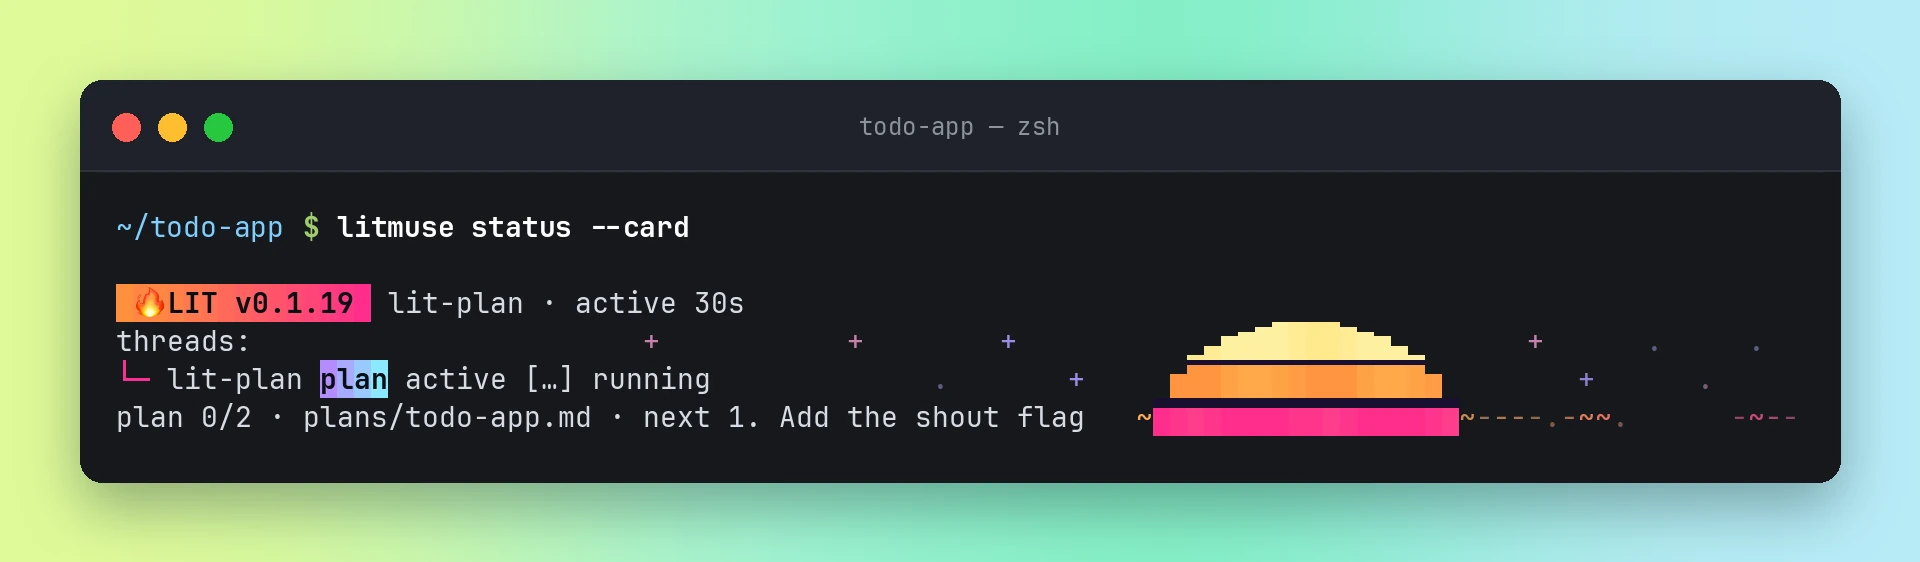 todo-app — zsh
~/todo-app $ litmuse status --card
🔥LIT v0.1.19 lit-plan · active 30s
threads:
└─ lit-plan plan active […] running
plan 0/2 · plans/todo-app.md · next 1. Add the shout flag